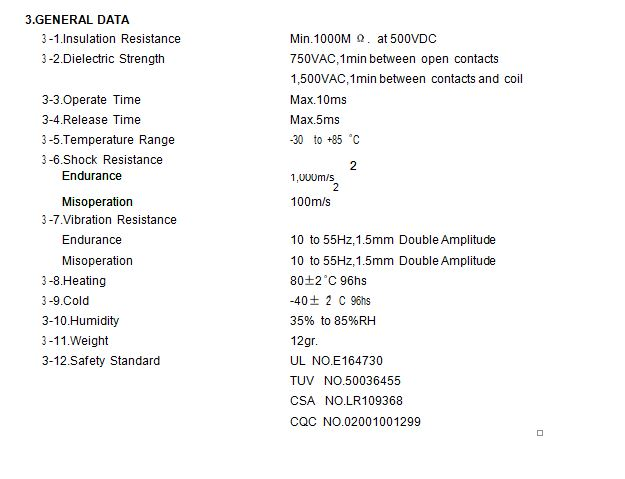 3.GENERAL DATA
3-1.Insulation Resistance Min.1000M Ω. at 500VDC
3-2.Dielectric Strength 750VAC,1min between open contacts
1,500VAC,1min between contacts and coil
3-3.Operate Time Max.10ms
3-4.Release Time Max.5ms
3-5.Temperature Range -30 to +85 °C
3-6.Shock Resistance
Endurance 1,000m/s 2
Misoperation 100m/s 2
3-7.Vibration Resistance
Endurance 10 to 55Hz,1.5mm Double Amplitude
Misoperation 10 to 55Hz,1.5mm Double Amplitude
3-8.Heating 80±2°C 96hs
3-9.Cold -40± 2 C 96hs
3-10.Humidity 35% to 85%RH
3-11.Weight 12gr.
3-12.Safety Standard UL NO.E164730
TUV NO.50036455
CSA NO.LR109368
CQC NO.02001001299